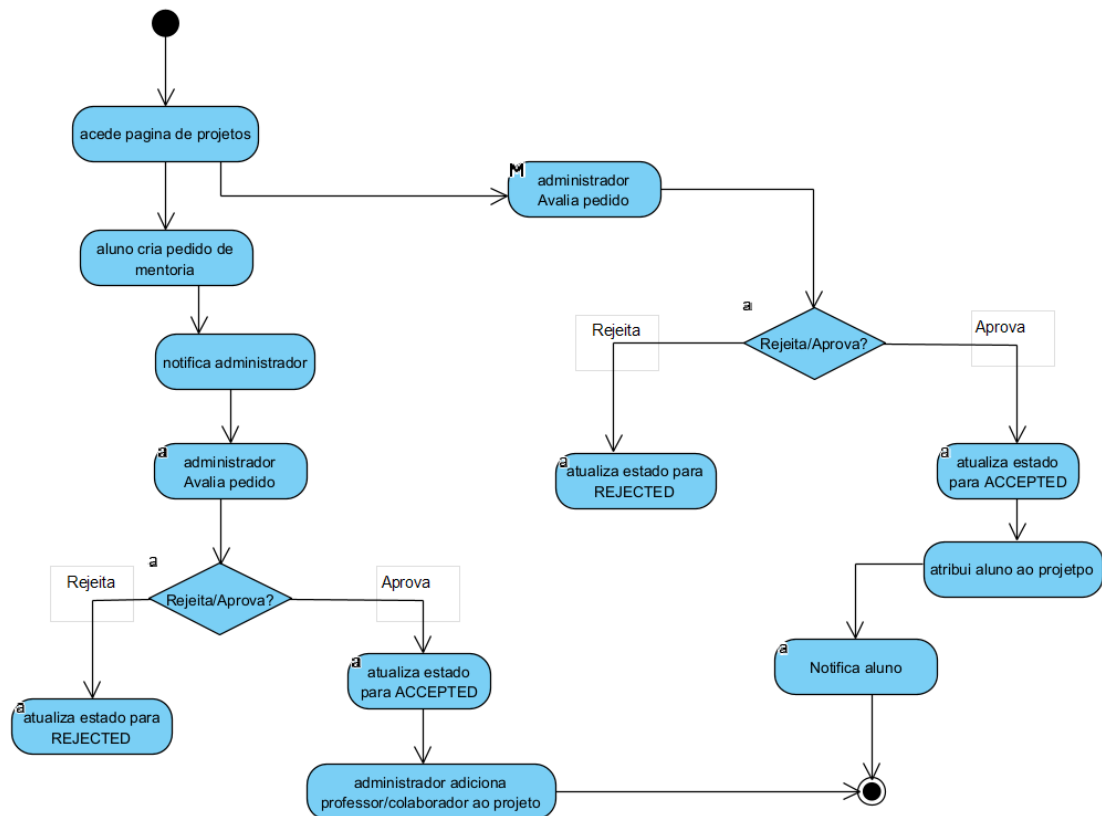 acede pagina de projetos
M
administrador
Avalia pedido
aluno cria pedido de
mentoria
notifica administrador
a
Rejeita/Aprova?
Rejeita
Aprova
a
administrador
Avalia pedido
a
atualiza estado para
REJECTED
a
atualiza estado
para ACCEPTED
atribui aluno ao projetpo
a
Rejeita/Aprova?
Rejeita
Aprova
a
Notifica aluno
a
atualiza estado
para ACCEPTED
a
atualiza estado para
REJECTED
administrador adiciona
professor/colaborador ao projeto